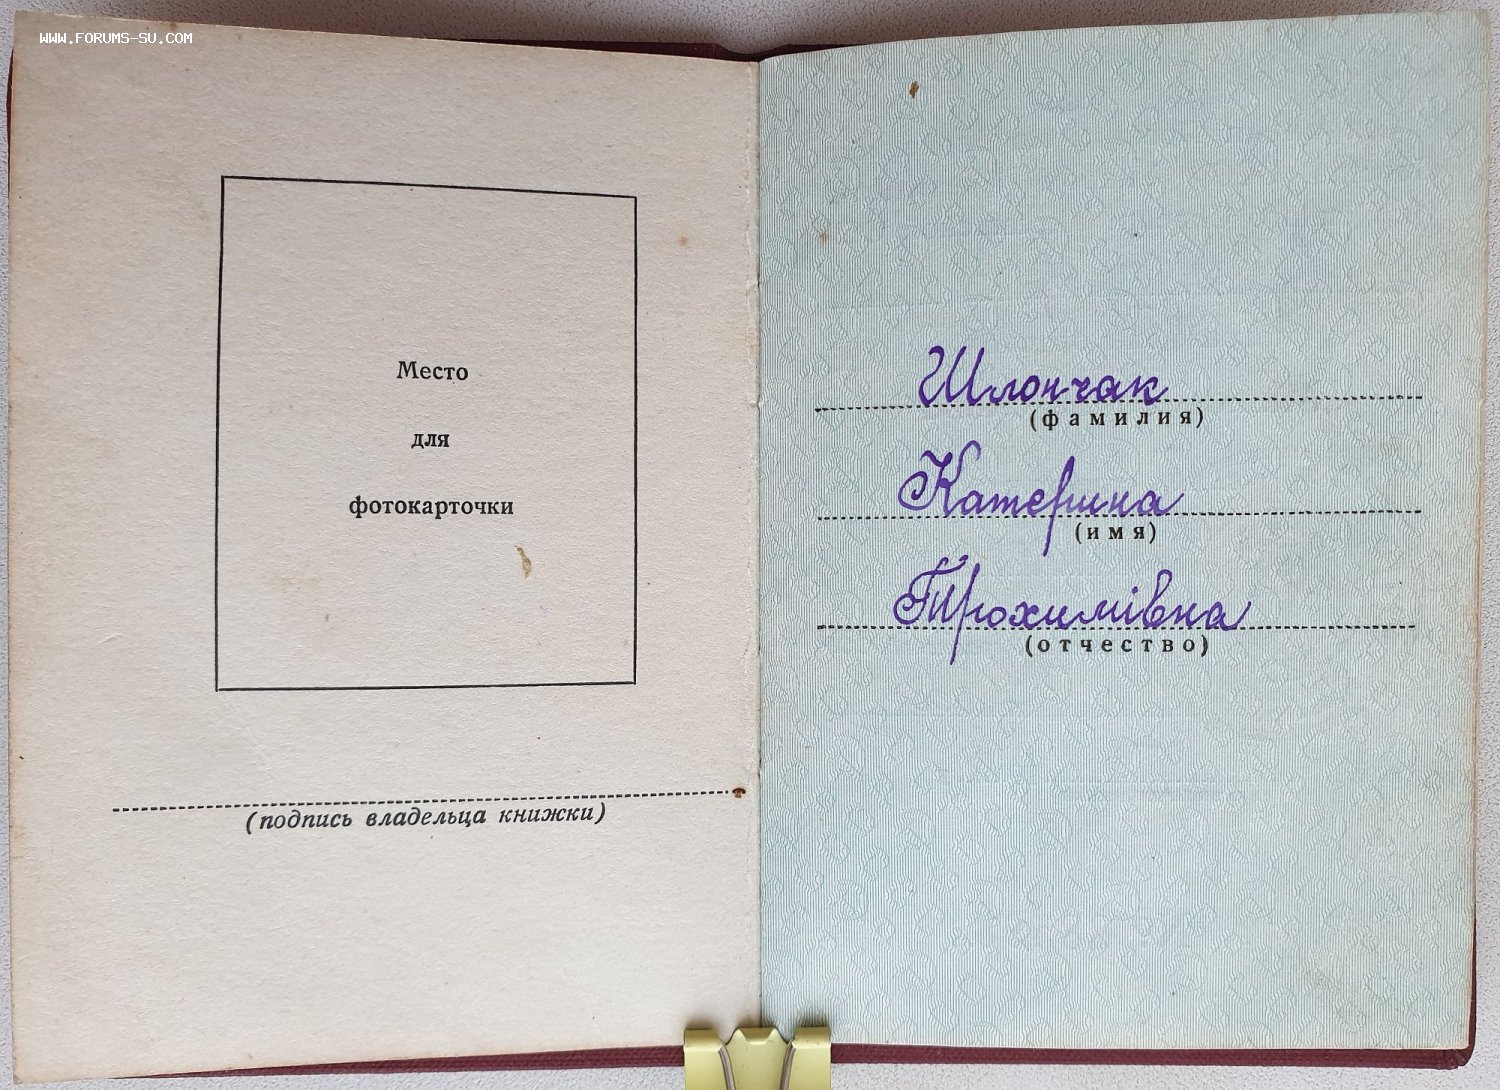 WWW.FORUMS-SU.COM
Место
для
фотокарточки
(подпись владельца книжки)
Шлончак
(фамилия)
Катерина
(имя)
Трохимівна
(отчество)